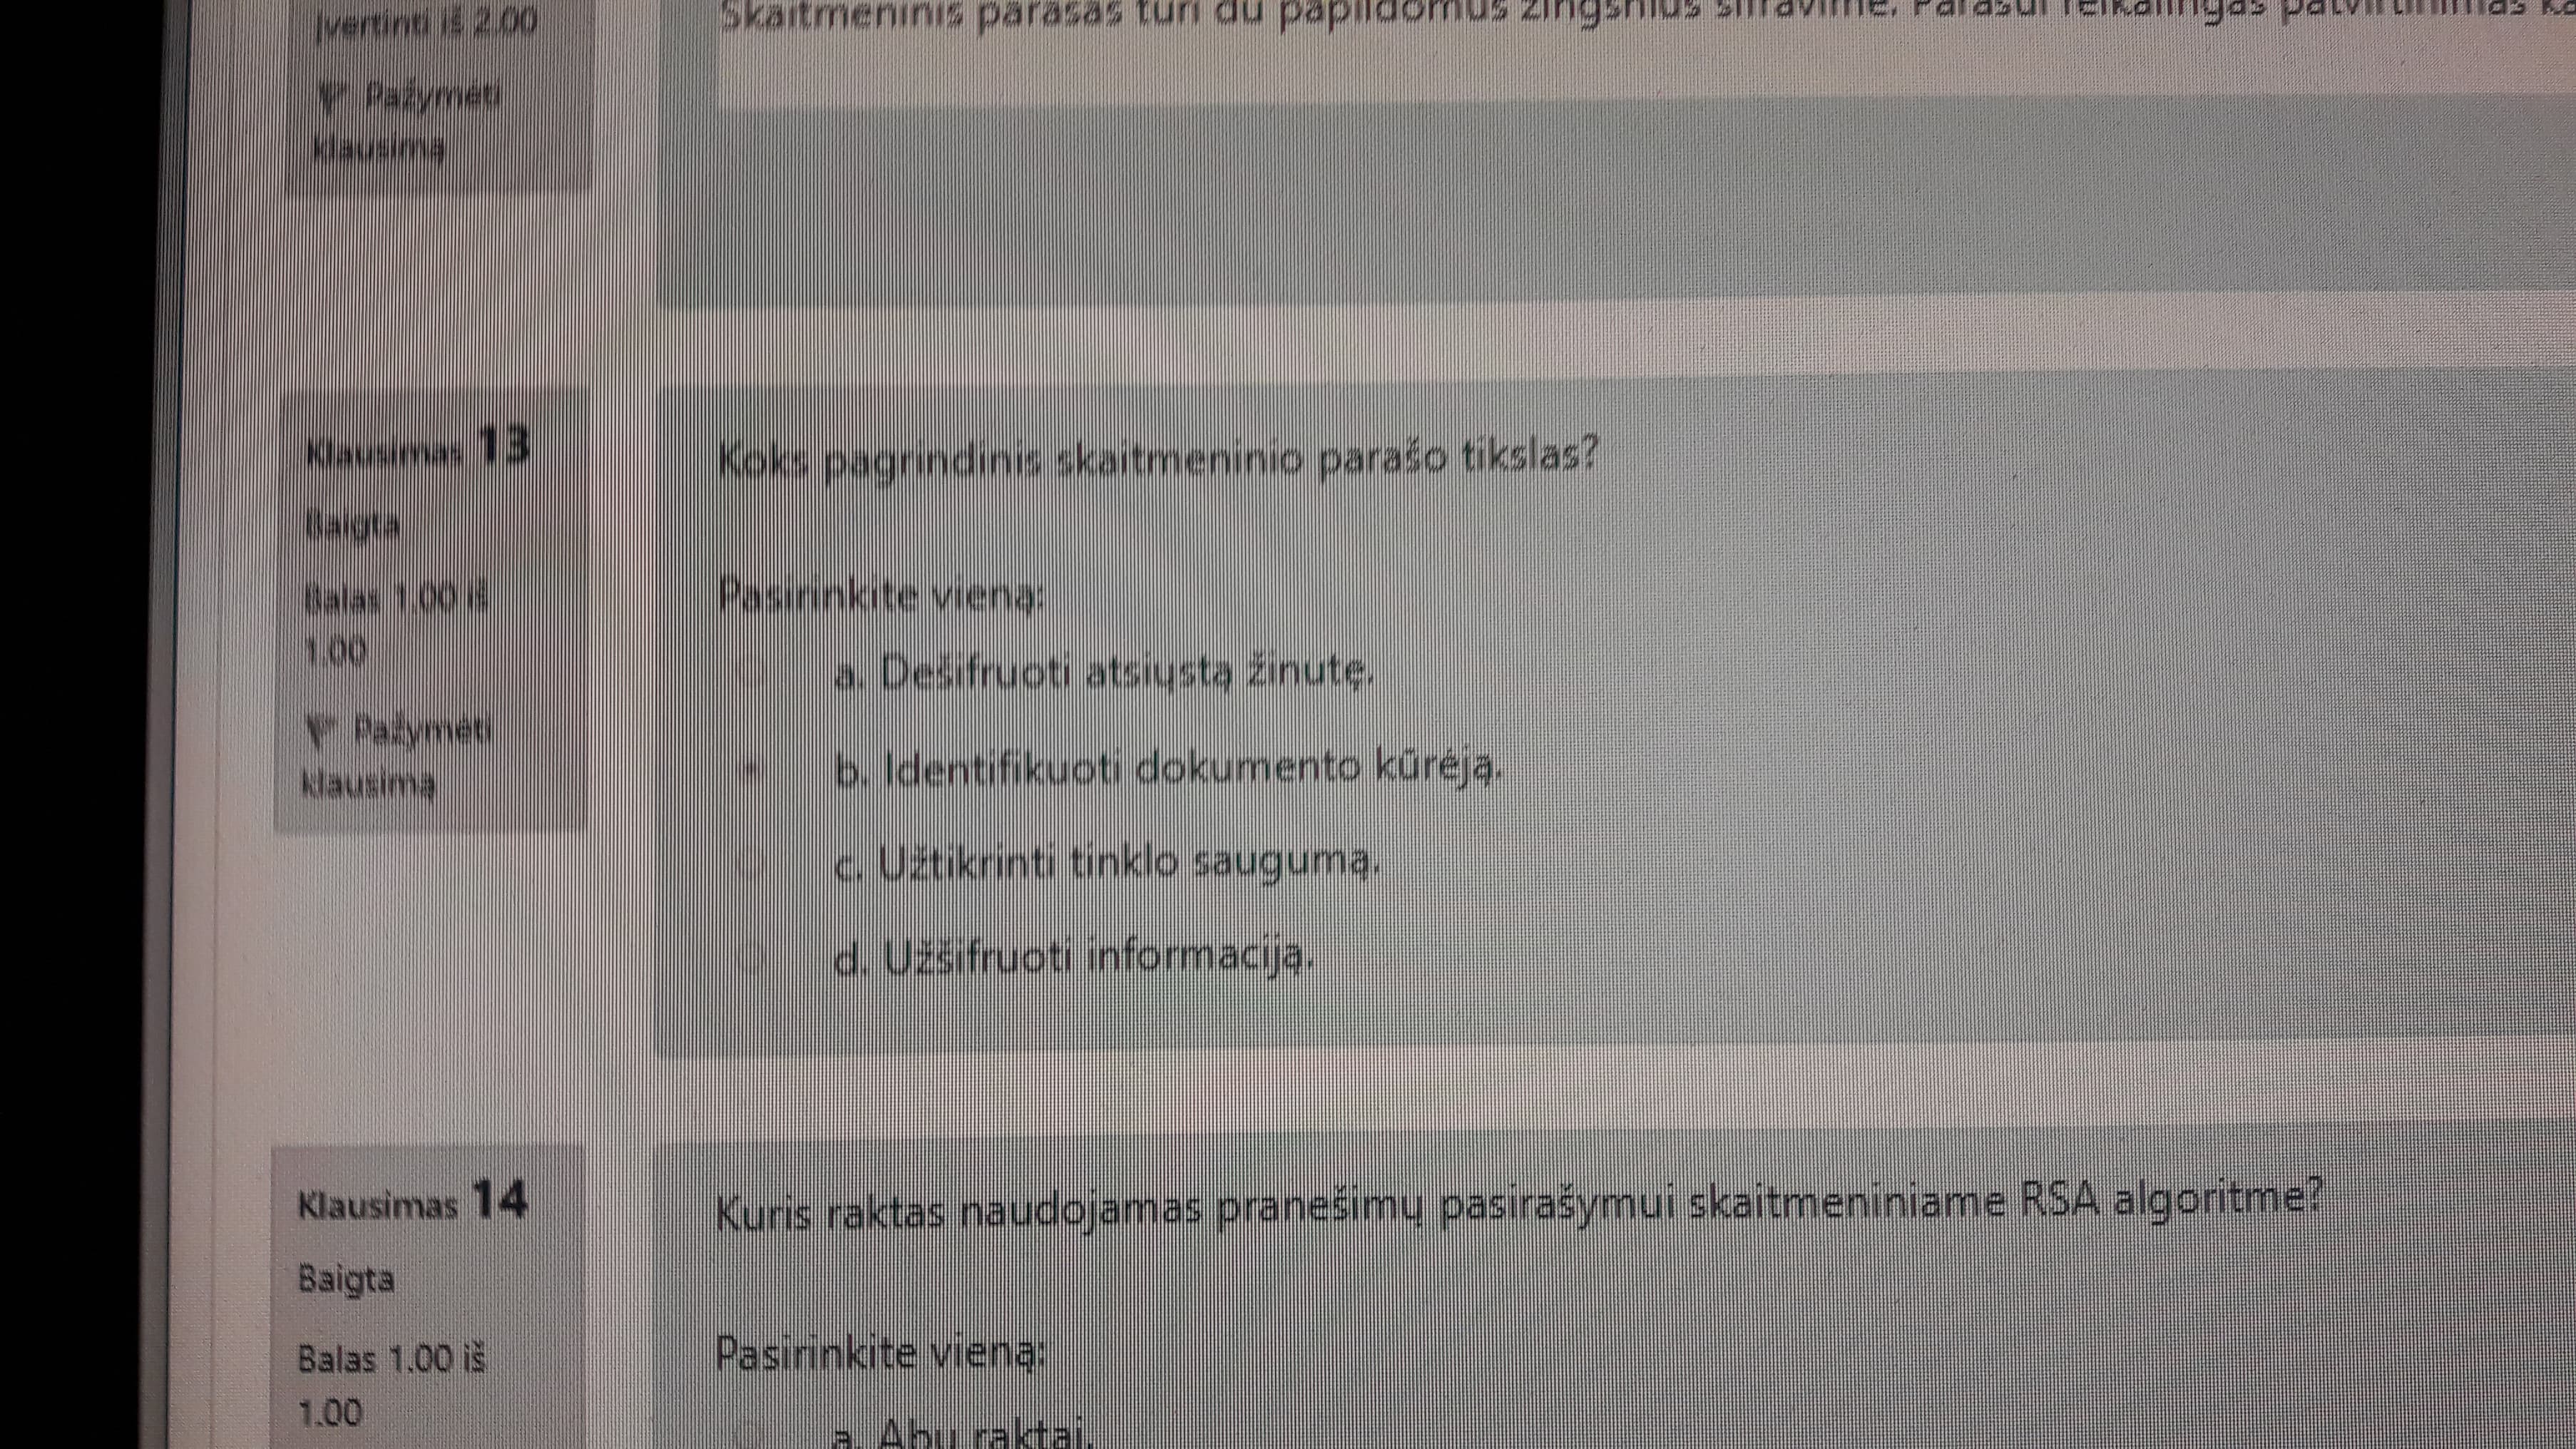 Įvertinti iš 2.00
Pažymėti
klausimą
Skaitmeninis parašas turi du papildomus žingsnius šifravime. Parašui reikalingas patvirtinimas
Klausimas 13
Baigta
Balas 1.00 iš
1.00
Pažymėti
klausimą
Koks pagrindinis skaitmeninio parašo tikslas?
Pasirinkite vieną:
a. Dešifruoti atsiųstą žinutę.
b. Identifikuoti dokumento kūrėją.
c. Užtikrinti tinklo saugumą.
d. Užšifruoti informaciją.
Klausimas 14
Baigta
Balas 1.00 iš
1.00
Kuris raktas naudojamas pranešimų pasirašymui skaitmeniniame RSA algoritme?
Pasirinkite vieną:
a. Abu raktai.